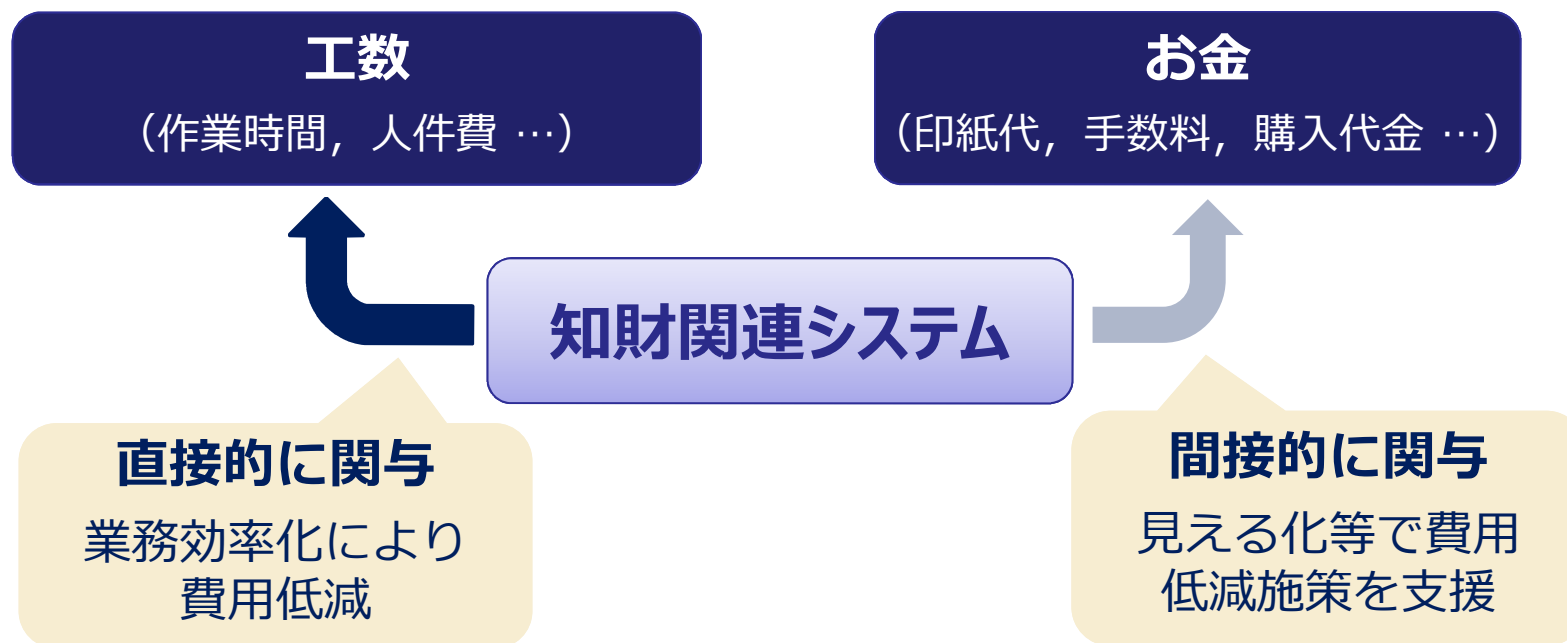 工数
（作業時間，人件費 …）
お金
（印紙代，手数料，購入代金 …）
知財関連システム
直接的に関与
業務効率化により
費用低減
間接的に関与
見える化等で費用
低減施策を支援